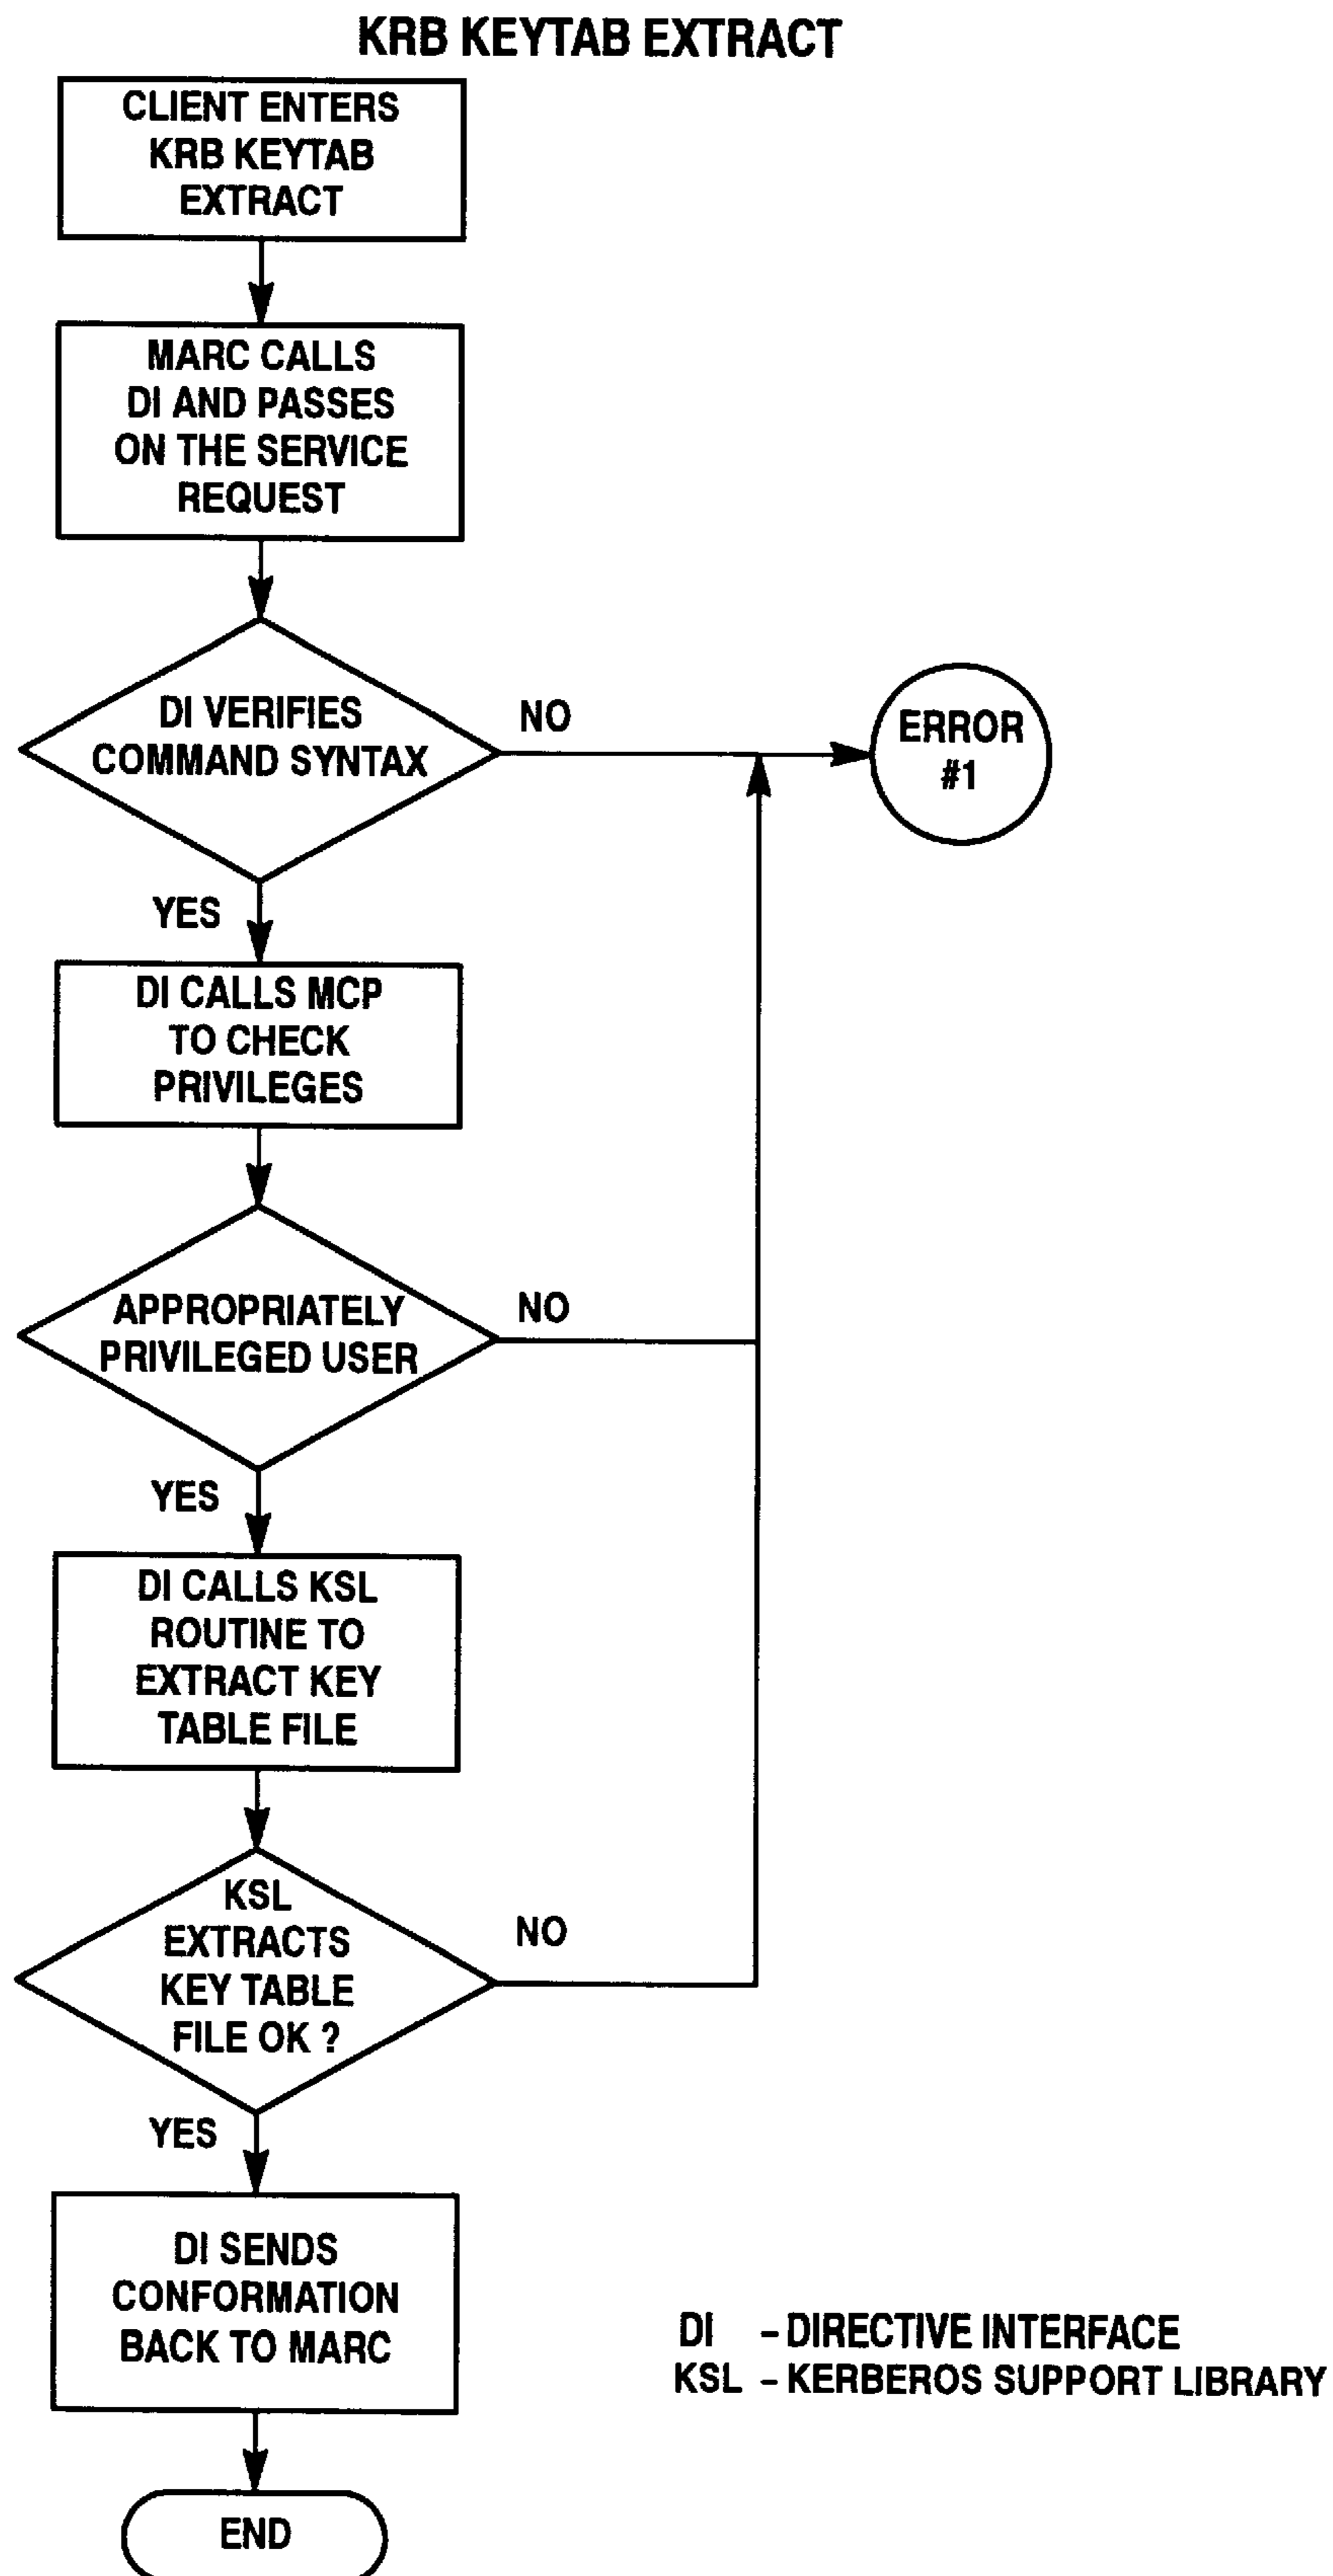 KRB KEYTAB EXTRACT
CLIENT ENTERS
KRB KEYTAB
EXTRACT
MARC CALLS
DI AND PASSES
ON THE SERVICE
REQUEST
DI VERIFIES
COMMAND SYNTAX
NO
ERROR
#1
YES
DI CALLS MCP
TO CHECK
PRIVILEGES
APPROPRIATELY
PRIVILEGED USER
NO
YES
DI CALLS KSL
ROUTINE TO
EXTRACT KEY
TABLE FILE
KSL
EXTRACTS
KEY TABLE
FILE OK ?
NO
YES
DI SENDS
CONFORMATION
BACK TO MARC
DI – DIRECTIVE INTERFACE
KSL – KERBEROS SUPPORT LIBRARY
END